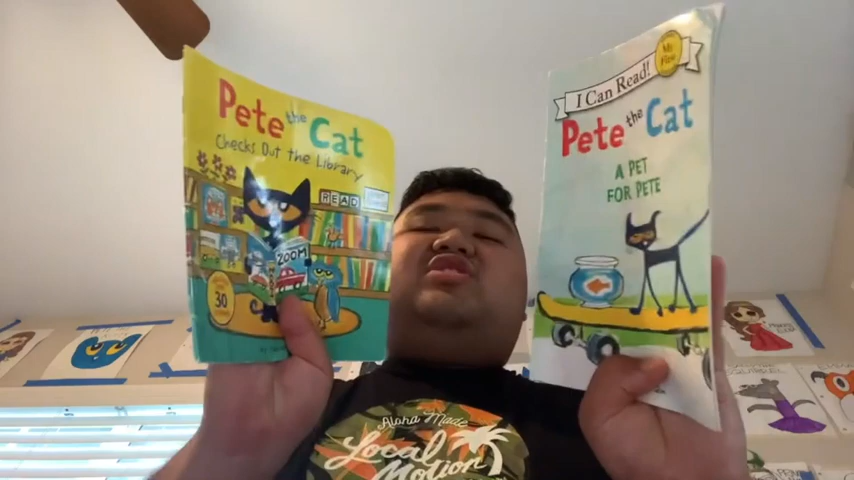 Pete the Cat
Checks Out the Library
READ
ZOOM
30
I Can Read!
My
First
Pete the Cat
A PET
FOR PETE
Aloha Made
Local
Motion